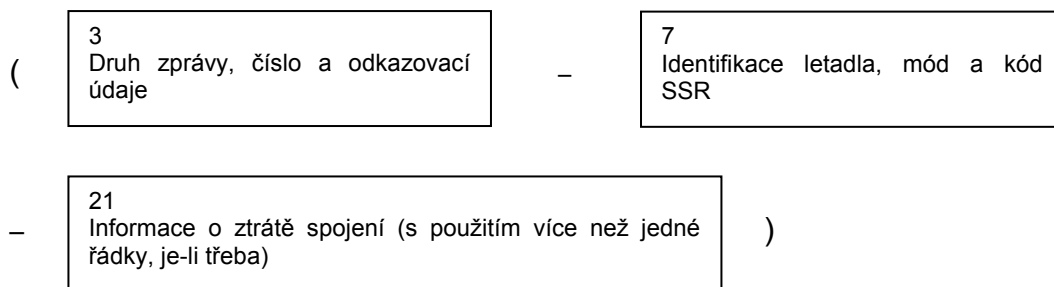 3
( Druh zprávy, číslo a odkazovací údaje
–
7
Identifikace letadla, mód a kód SSR
–
21
Informace o ztrátě spojení (s použitím více než jedné
řádky, je-li třeba)
)